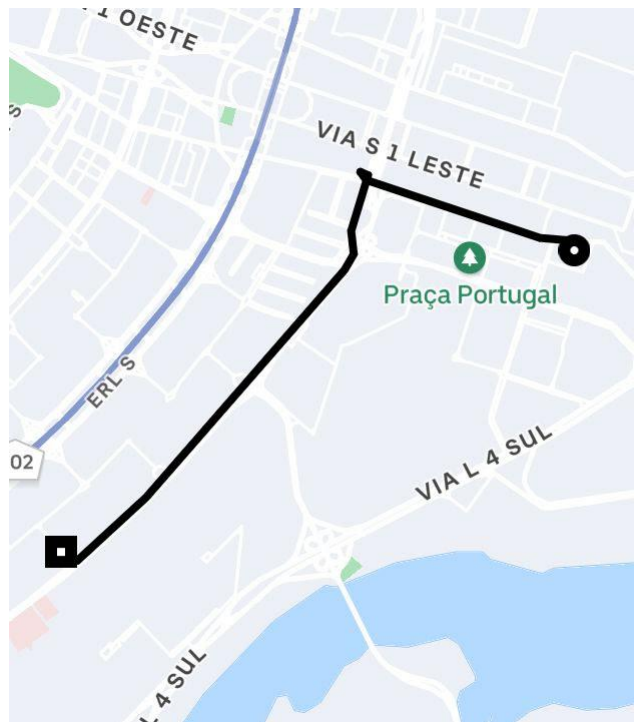 1 OESTE
VIA S 1 LESTE
Praça Portugal
ERL S
02
VIA L 4 SUL
L 4 SUL